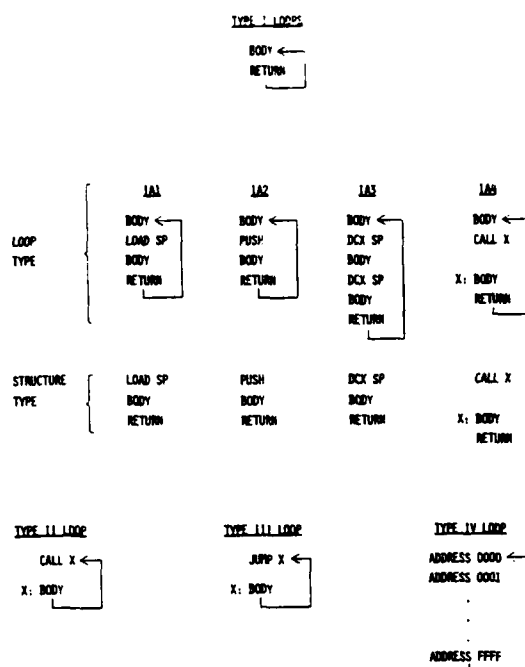 TYPE I LOOPS
BODY
RETURN
IA1 IA2 IA3 IA4
LOOP TYPE
BODY
LOAD SP
BODY
RETURN
BODY
PUSH
BODY
RETURN
BODY
DCX SP
BODY
DCX SP
BODY
RETURN
BODY
CALL X
X: BODY
RETURN
STRUCTURE TYPE
LOAD SP
BODY
RETURN
PUSH
BODY
RETURN
DCX SP
BODY
RETURN
CALL X
X: BODY
RETURN
TYPE II LOOP
CALL X
X: BODY
TYPE III LOOP
JUMP X
X: BODY
TYPE IV LOOP
ADDRESS 0000
ADDRESS 0001
.
.
.
ADDRESS FFFF